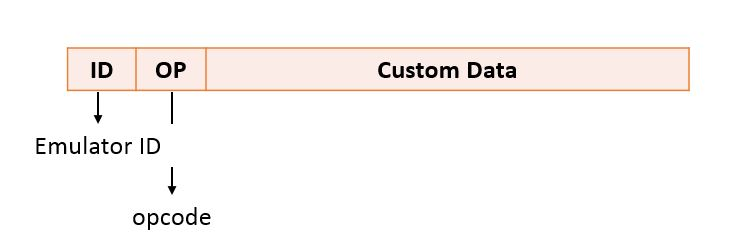 ID OP Custom Data
Emulator ID
opcode